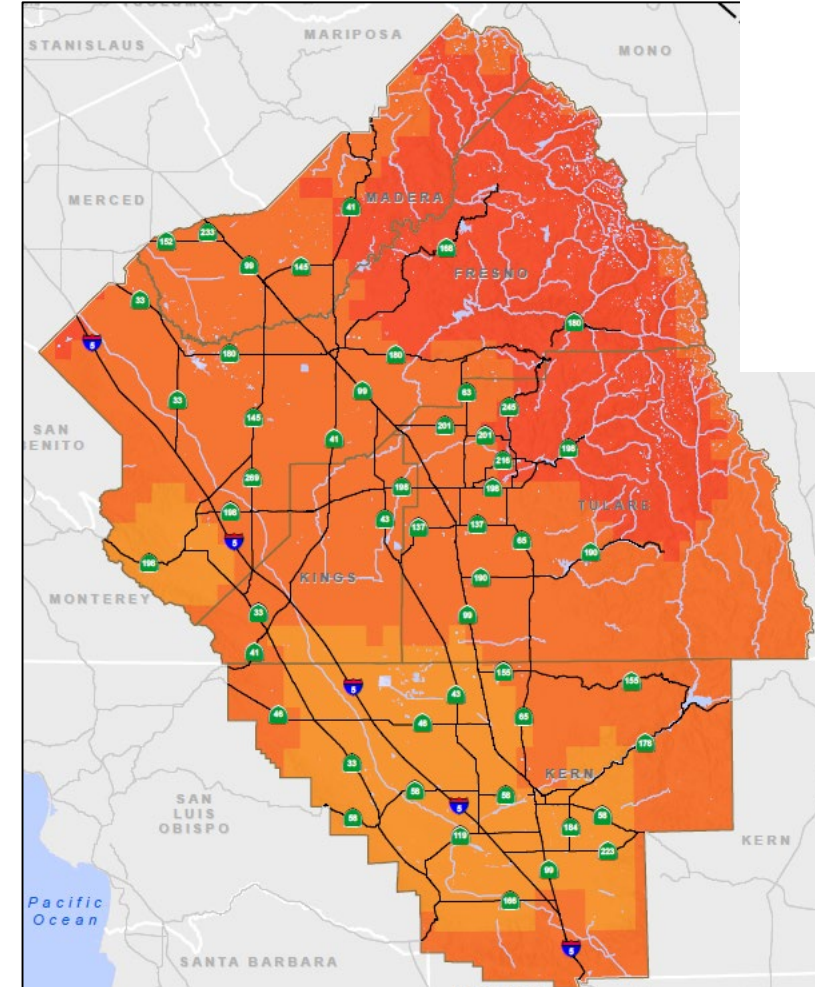 MARIPOSA
STANISLAUS
MONO
MERCED
MADERA
41
233
152
168
99
145
FRESNO
33
180
5
180
180
99
63
33
245
145
201
201
41
SAN
BENITO
216
198
269
198
198
TULARE
198
43
137
137
65
5
190
198
KINGS
190
MONTEREY
33
99
41
155
155
5
43
46
46
65
178
33
KERN
58
58
SAN
LUIS
OBISPO
5
58
58
184
119
KERN
223
99
Pacific
Ocean
166
5
SANTA BARBARA